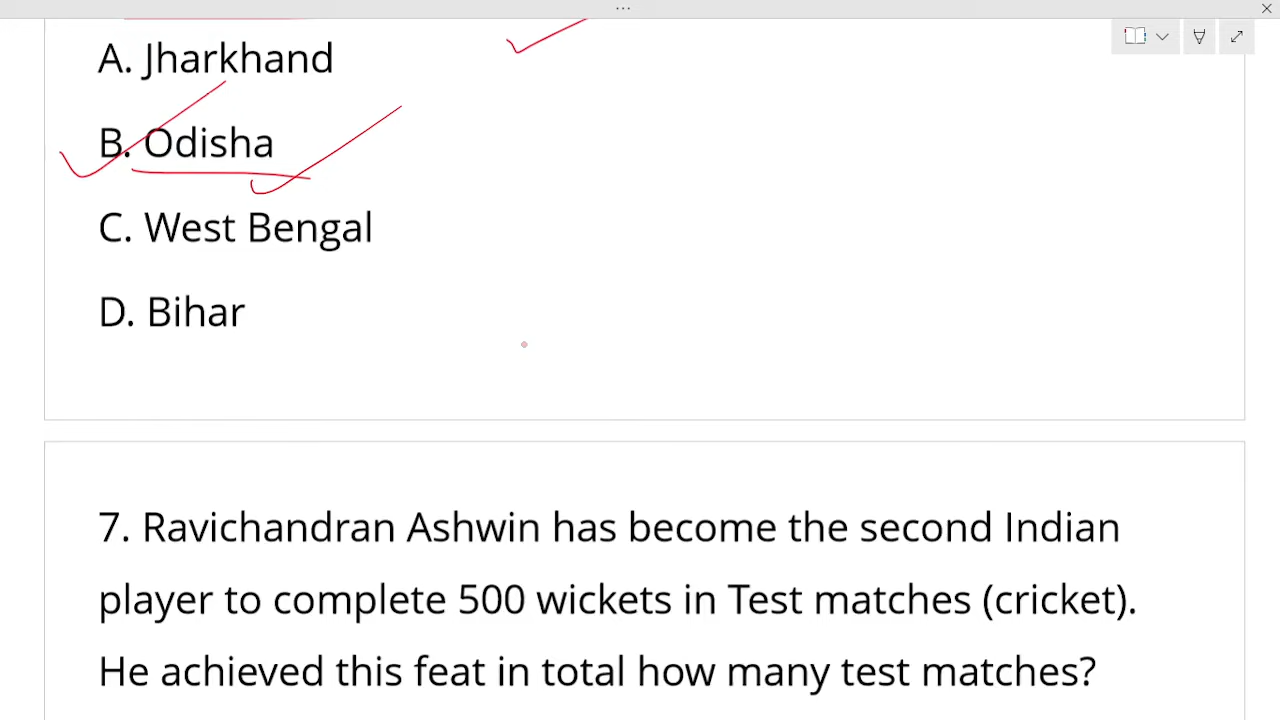 A. Jharkhand
B. Odisha
C. West Bengal
D. Bihar
7. Ravichandran Ashwin has become the second Indian
player to complete 500 wickets in Test matches (cricket).
He achieved this feat in total how many test matches?